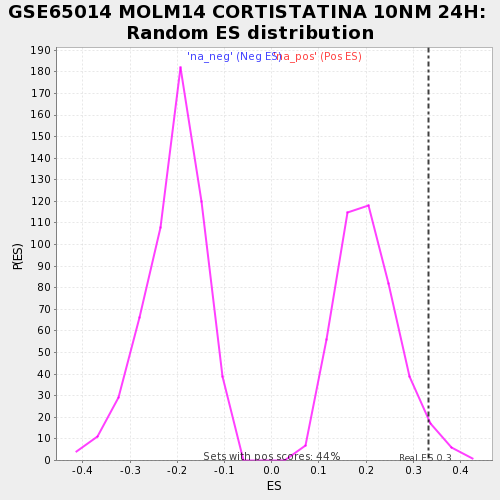 GSE65014 MOLM14 CORTISTATINA 10NM 24H:
Random ES distribution
'na_neg' (Neg ES)
'na_pos' (Pos ES)
190
180
170
160
150
140
130
120
110
100
90
80
70
60
50
40
30
20
10
0
P(ES)
Sets with pos scores: 44%
Real ES 0.3
-0.4 -0.3 -0.2 -0.1 0.0 0.1 0.2 0.3 0.4
ES